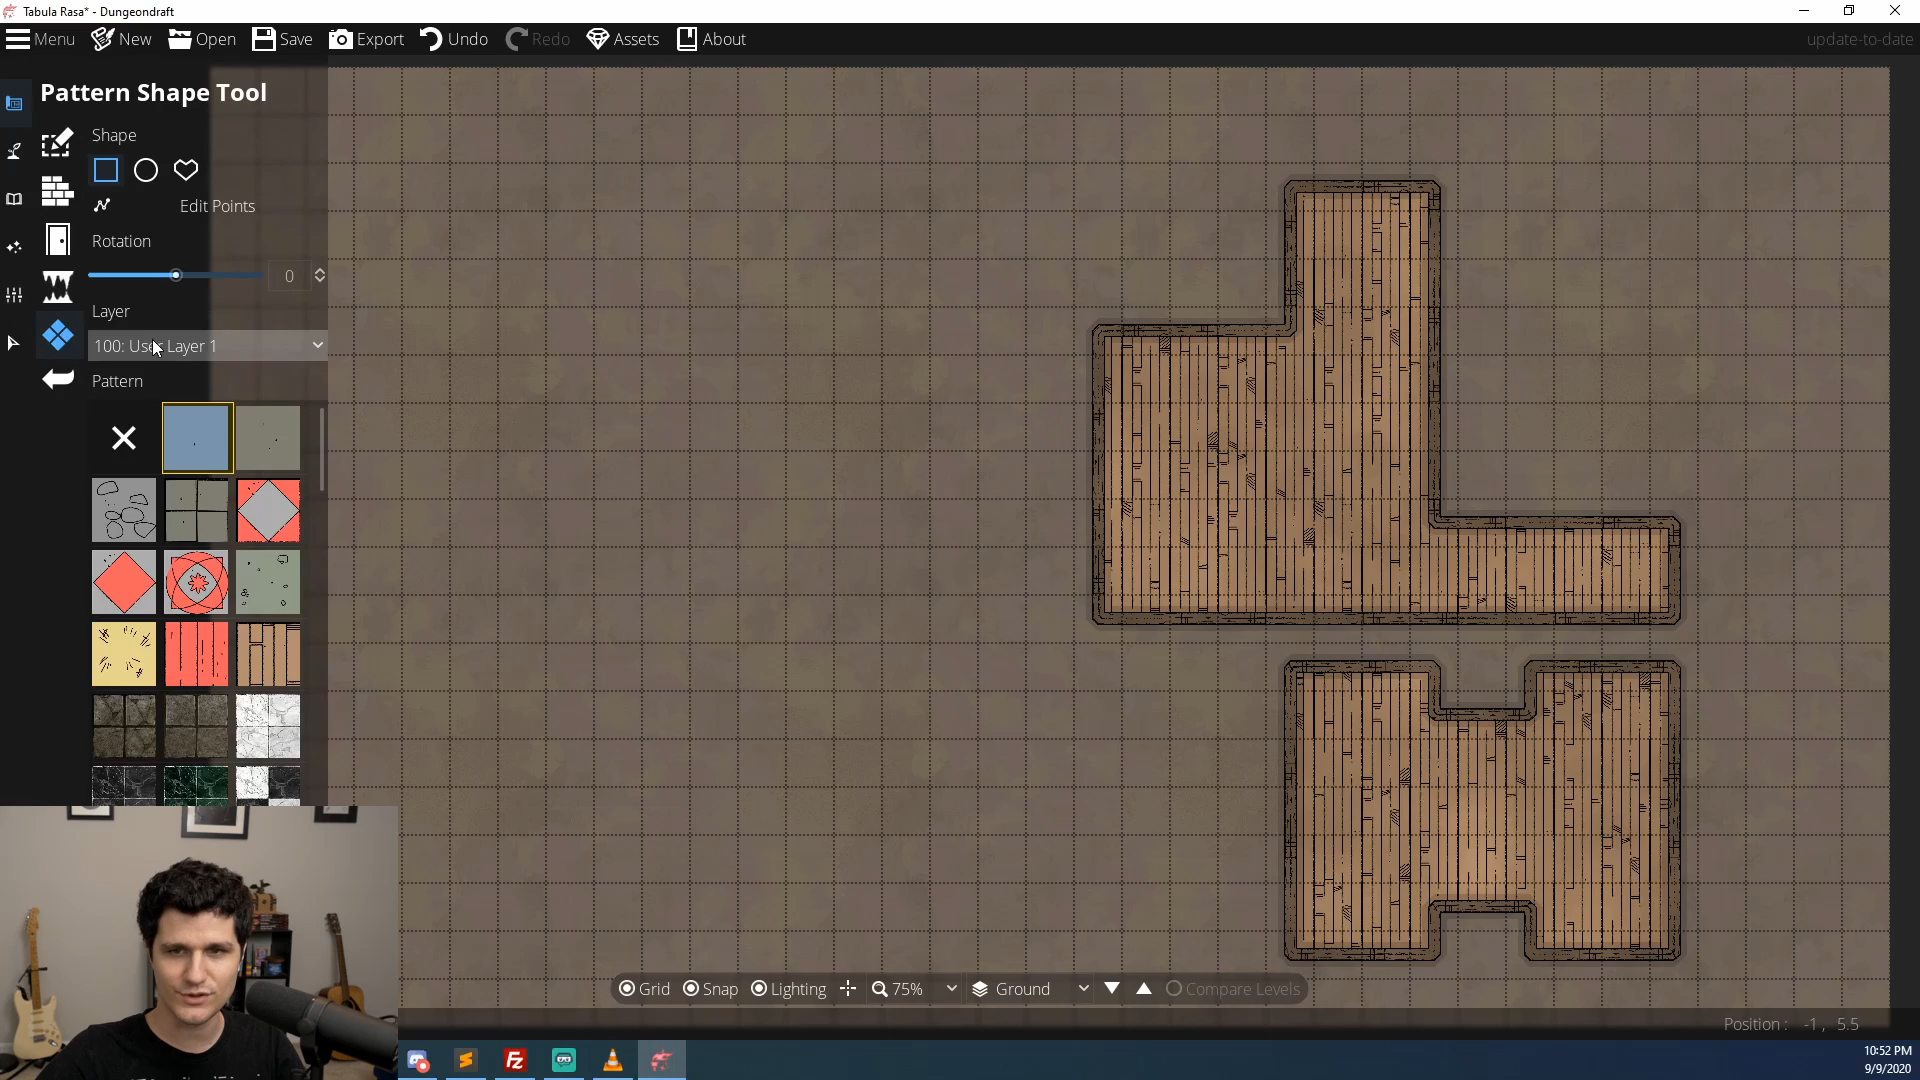 Tabula Rasa* - Dungeondraft
Menu New Open Save Export Undo Redo Assets About update-to-date
Pattern Shape Tool
Shape
Edit Points
Rotation
0
Layer
100: User Layer 1
Pattern
Grid Snap Lighting 75% Ground Compare Levels
Position : -1 , 5.5
10:52 PM
9/9/2020